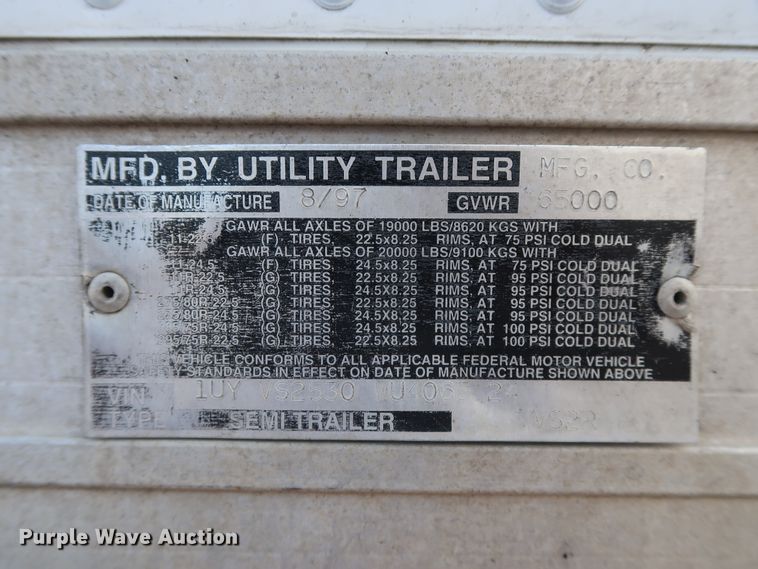 MFD. BY UTILITY TRAILER MFG. CO.
DATE OF MANUFACTURE 8/97 GVWR 65000
GAWR ALL AXLES OF 19000 LBS/8620 KGS WITH
(F) TIRES, 22.5x8.25 RIMS, AT 75 PSI COLD DUAL
GAWR ALL AXLES OF 20000 LBS/9100 KGS WITH
(F) TIRES, 24.5x8.25 RIMS, AT 75 PSI COLD DUAL
(G) TIRES, 22.5x8.25 RIMS, AT 95 PSI COLD DUAL
(G) TIRES, 24.5X8.25 RIMS, AT 95 PSI COLD DUAL
(G) TIRES, 22.5x8.25 RIMS, AT 95 PSI COLD DUAL
(G) TIRES, 24.5X8.25 RIMS, AT 95 PSI COLD DUAL
(G) TIRES, 24.5x8.25 RIMS, AT 100 PSI COLD DUAL
(G) TIRES, 22.5x8.25 RIMS, AT 100 PSI COLD DUAL
THIS VEHICLE CONFORMS TO ALL APPLICABLE FEDERAL MOTOR VEHICLE
SAFETY STANDARDS IN EFFECT ON DATE OF MANUFACTURE SHOWN ABOVE
VIN 1UY
TYPE SEMI TRAILER
Purple Wave Auction